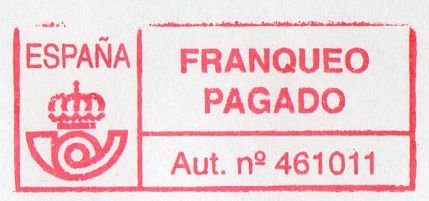 ESPAÑA
FRANQUEO
PAGADO
Aut. nº 461011